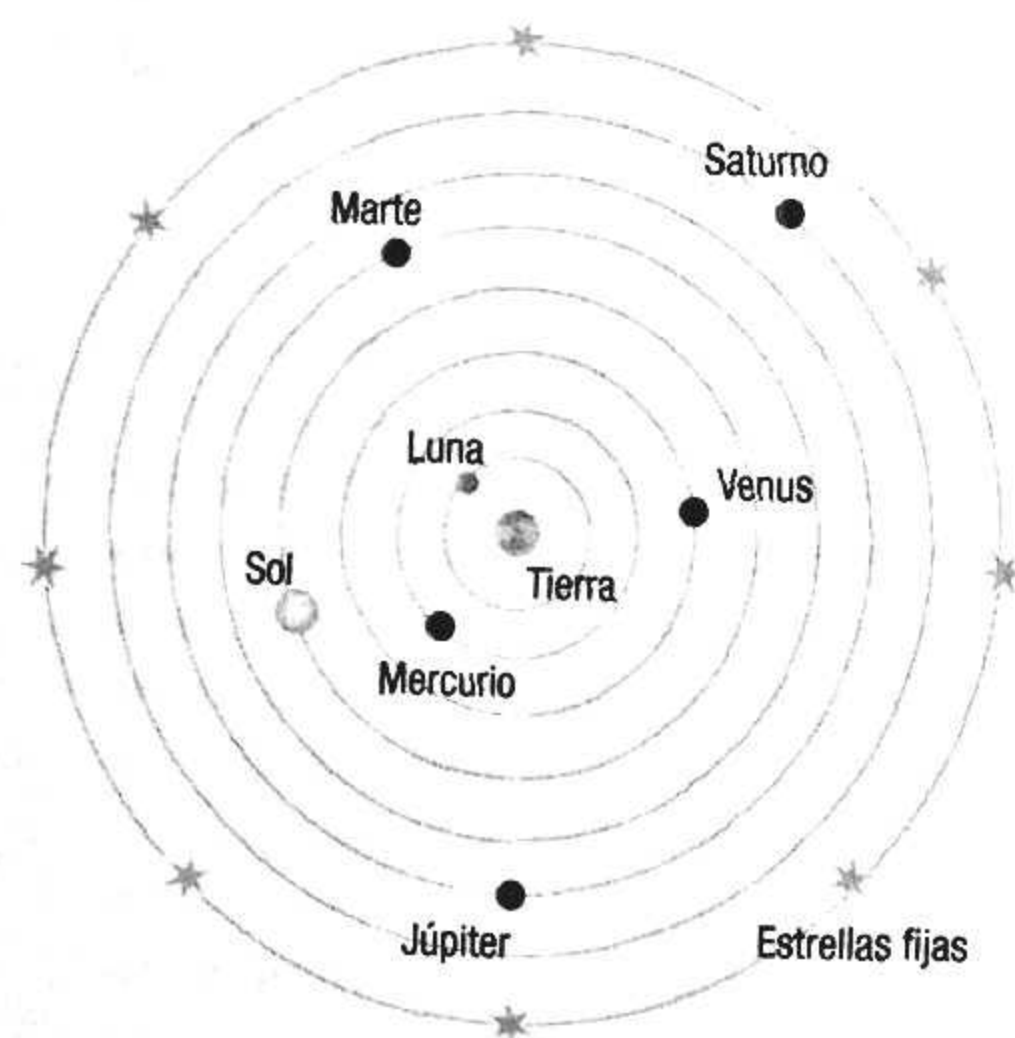 Saturno
Marte
Luna
Venus
Sol
Tierra
Mercurio
Júpiter
Estrellas fijas